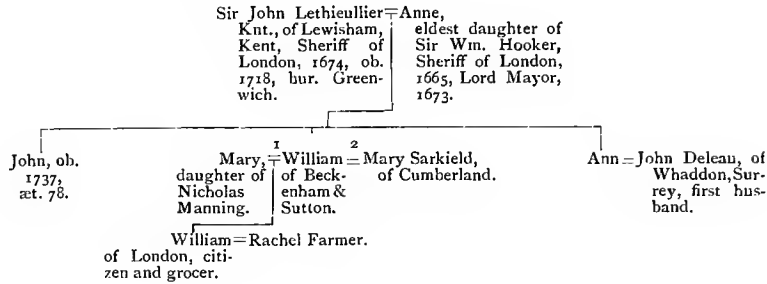 Sir John Lethieullier=Anne,
Knt., of Lewisham,
Kent, Sheriff of
London, 1674, ob.
1718, bur. Green-
wich.
eldest daughter of
Sir Wm. Hooker,
Sheriff of London,
1665, Lord Mayor,
1673.
John, ob.
1737,
æt. 78.
1 2
Mary,=William=Mary Sarkield,
daughter of
Nicholas
Manning.
of Beck-
enham &
Sutton.
of Cumberland.
Ann=John Deleau, of
Whaddon, Sur-
rey, first hus-
band.
William=Rachel Farmer.
of London, citi-
zen and grocer.